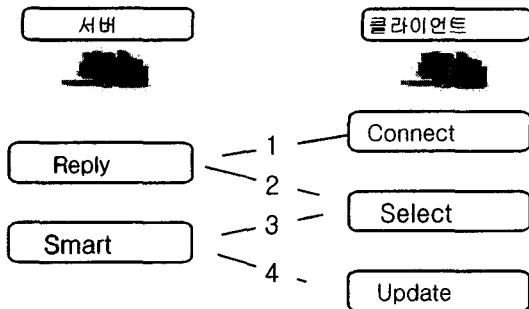 서버
클라이언트
Connect
1
Reply
2
Select
3
Smart
4
Update